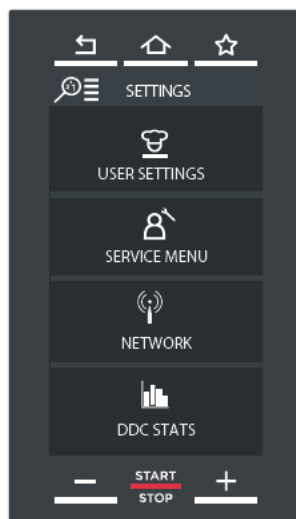 SETTINGS
USER SETTINGS
SERVICE MENU
NETWORK
DDC STATS
START
STOP